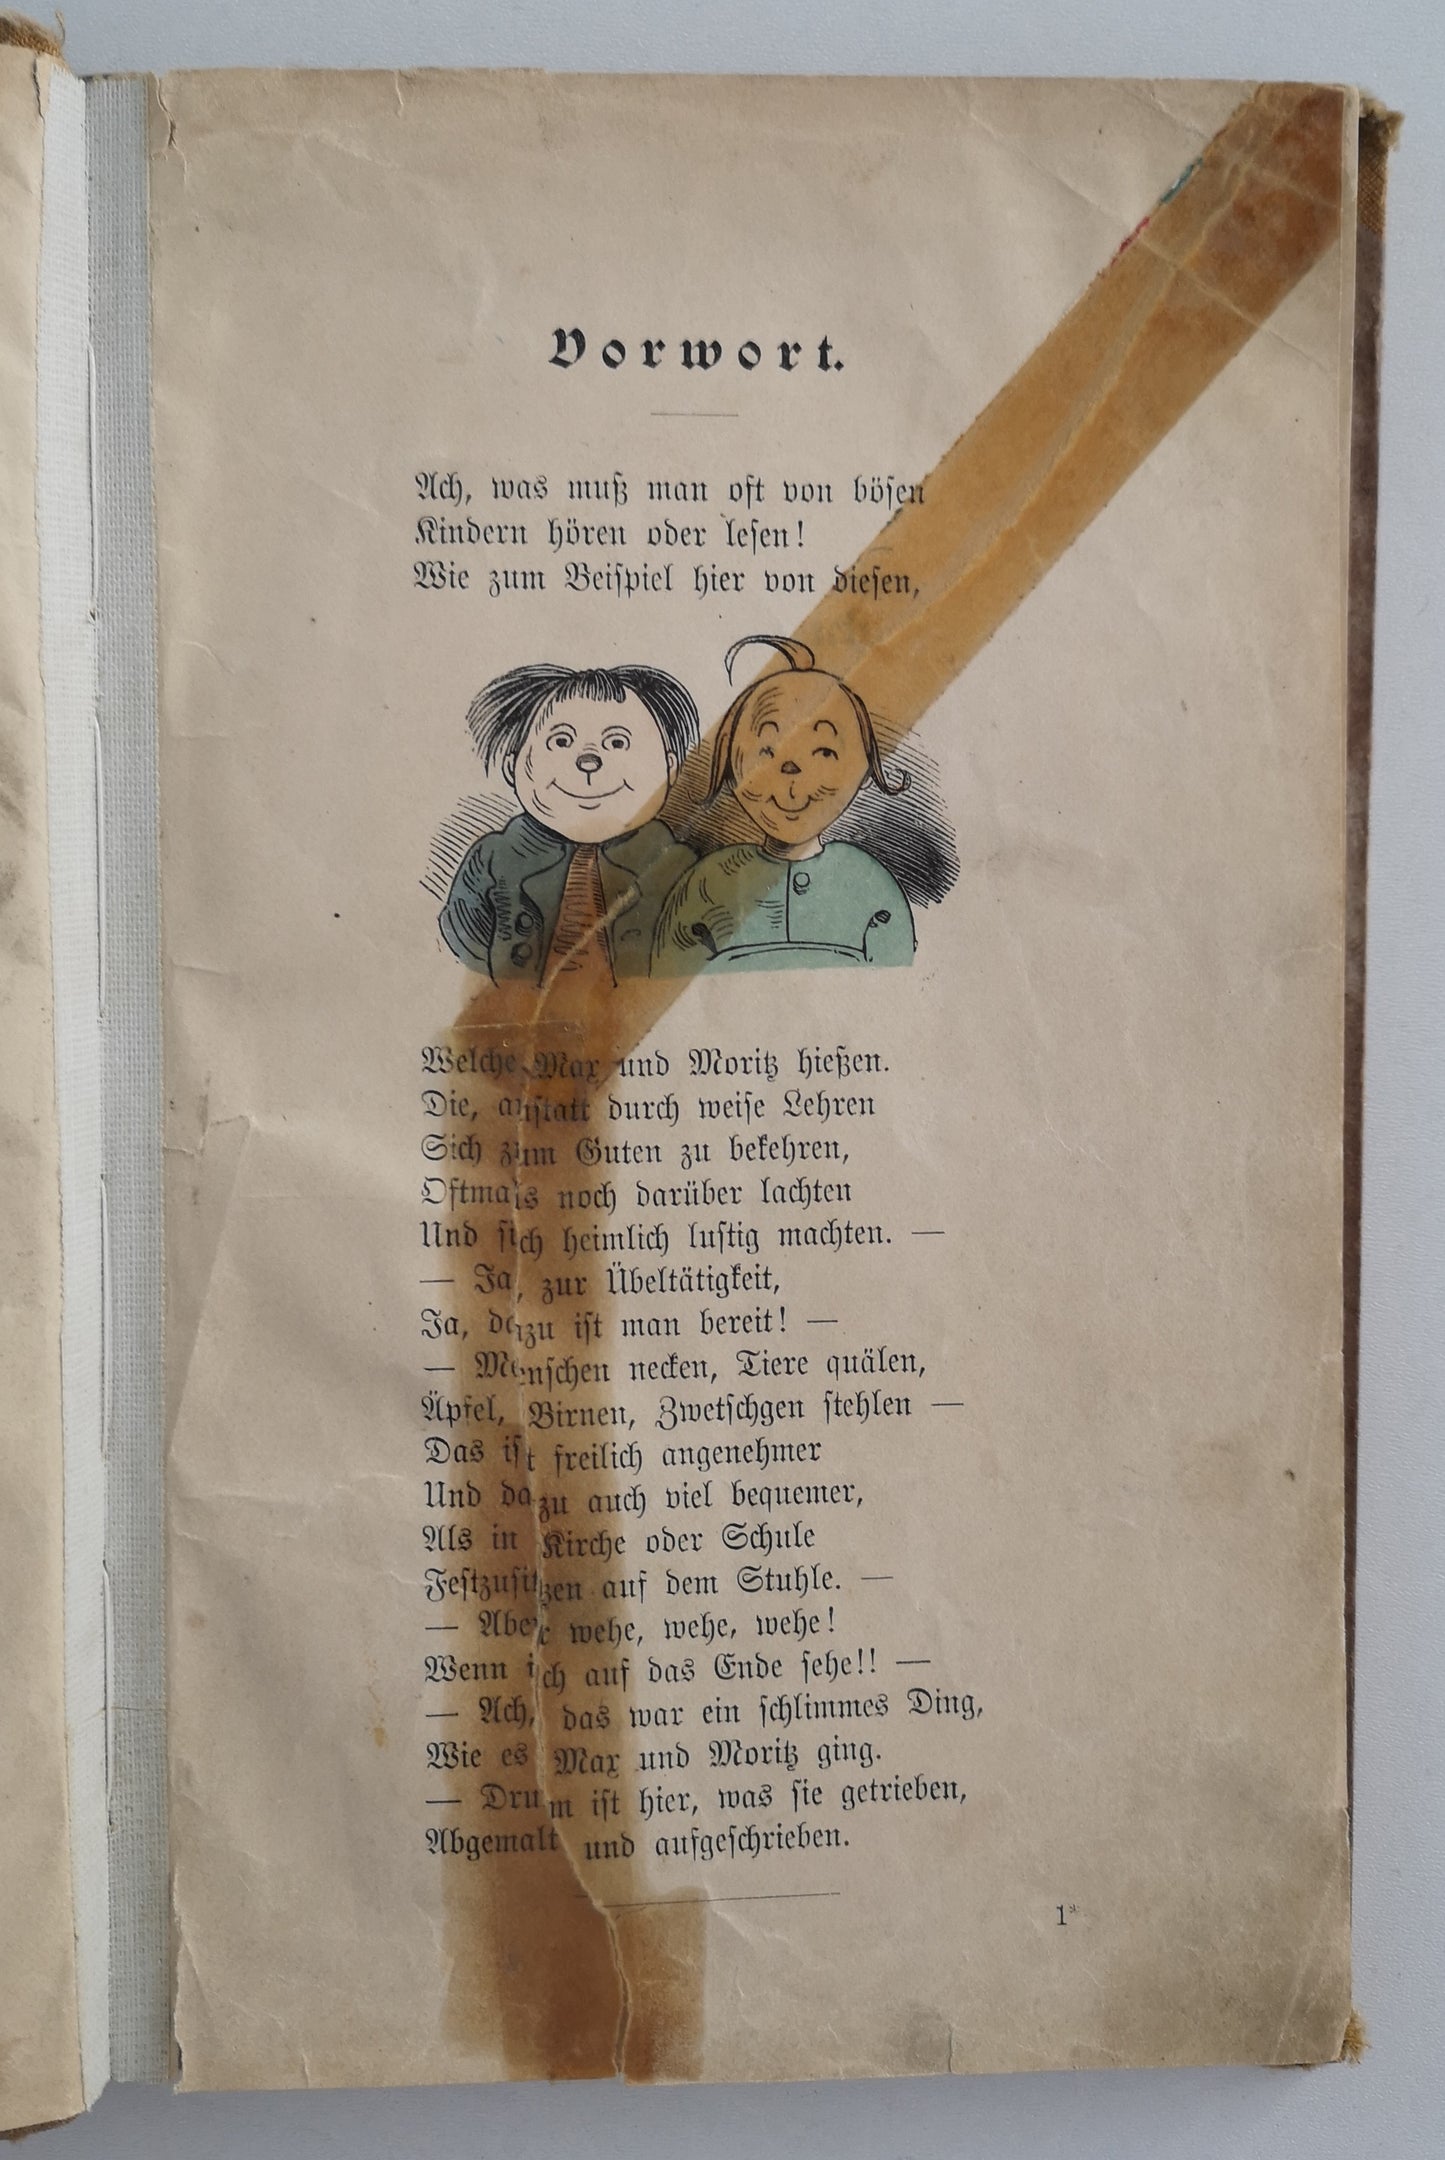 Vorwort.
Ach, was muß man oft von bösen
Kindern hören oder lesen!
Wie zum Beispiel hier von diesen,
Welche Max und Moritz hießen.
Die, anstatt durch weise Lehren
Sich zum Guten zu bekehren,
Oftmals noch darüber lachten
Und sich heimlich lustig machten. —
— Ja, zur Übeltätigkeit,
Ja, dazu ist man bereit! —
— Menschen necken, Tiere quälen,
Äpfel, Birnen, Zwetschgen stehlen —
Das ist freilich angenehmer
Und dazu auch viel bequemer,
Als in Kirche oder Schule
Festzusitzen auf dem Stuhle. —
— Aber wehe, wehe, wehe!
Wenn ich auf das Ende sehe!! —
— Ach, das war ein schlimmes Ding,
Wie es Max und Moritz ging.
— Drum ist hier, was sie getrieben,
Abgemalt und aufgeschrieben.
1*